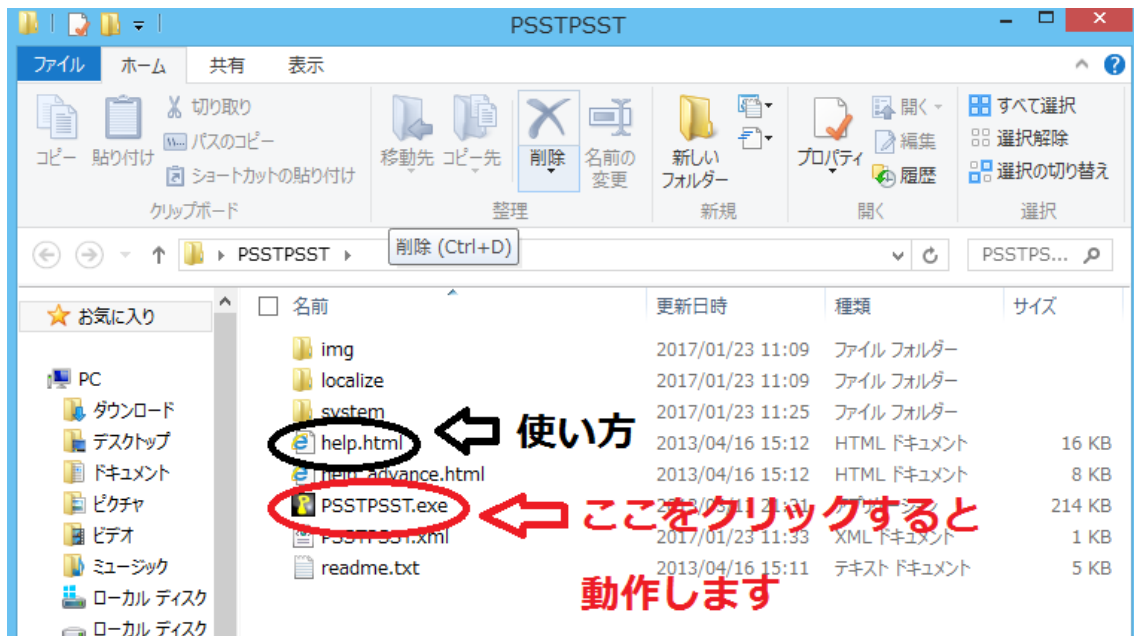 PSSTPSST
ファイル ホーム 共有 表示
コピー 貼り付け 切り取り
パスのコピー
ショートカットの貼り付け
移動先 コピー先 削除 名前の変更
新しいフォルダー
プロパティ 開く
編集
履歴
すべて選択
選択解除
選択の切り替え
クリップボード 整理 新規 開く 選択
PSSTPSST 削除 (Ctrl+D) PSSTPS...
お気に入り
PC
ダウンロード
デスクトップ
ドキュメント
ピクチャ
ビデオ
ミュージック
ローカル ディスク
ローカル ディスク
名前 更新日時 種類 サイズ
img 2017/01/23 11:09 ファイル フォルダー
localize 2017/01/23 11:09 ファイル フォルダー
system 2017/01/23 11:25 ファイル フォルダー
help.html 2013/04/16 15:12 HTML ドキュメント 16 KB
使い方
help_advance.html 2013/04/16 15:12 HTML ドキュメント 8 KB
PSSTPSST.exe 214 KB
ここをクリックすると
PSSTPSST.xml 2017/01/23 11:33 XML ドキュメント 1 KB
readme.txt 2013/04/16 15:11 テキスト ドキュメント 5 KB
動作します